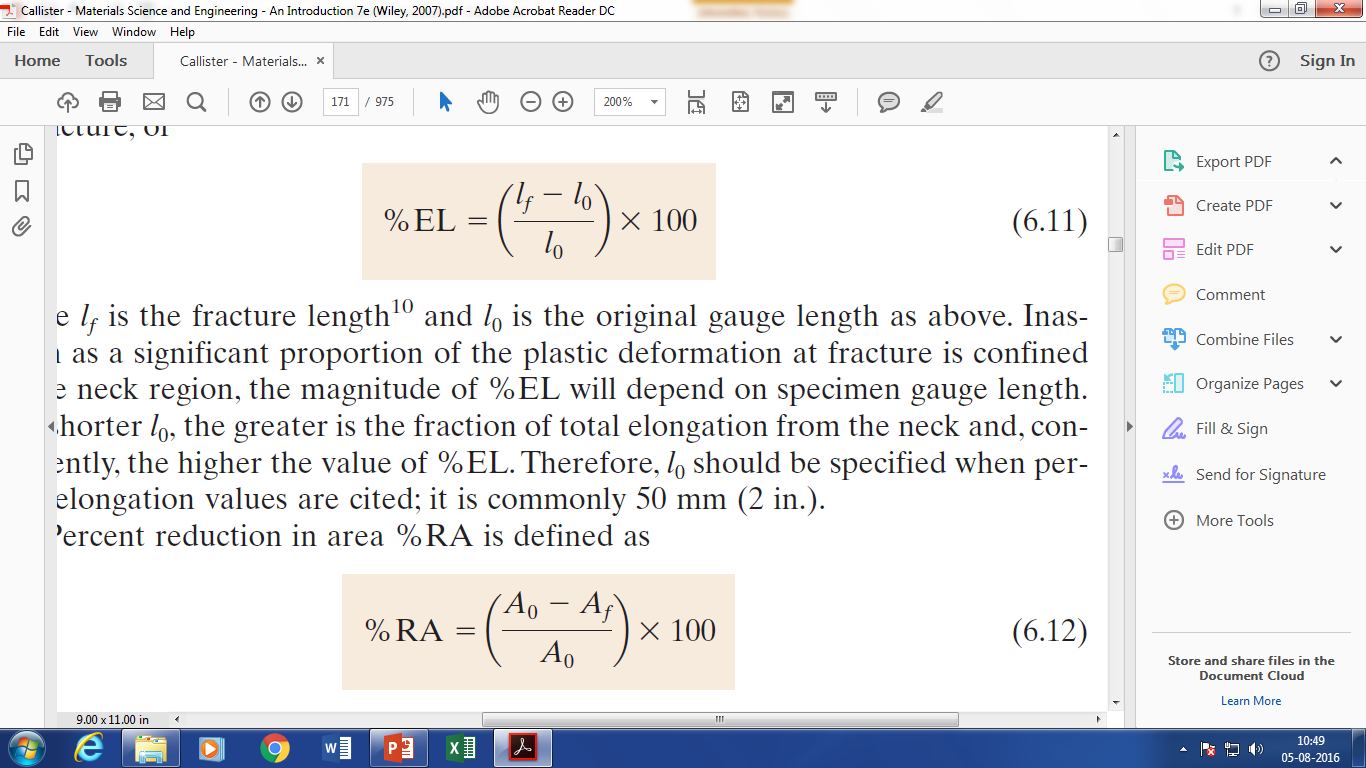 Callister - Materials Science and Engineering - An Introduction 7e (Wiley, 2007).pdf - Adobe Acrobat Reader DC
File Edit View Window Help
Home Tools Callister - Materials... × ? Sign In
171 / 975 200%
%EL = (l_f − l_0 / l_0) × 100 (6.11)
e l_f is the fracture length^10 and l_0 is the original gauge length as above. Inas-
as a significant proportion of the plastic deformation at fracture is confined
e neck region, the magnitude of %EL will depend on specimen gauge length.
horter l_0, the greater is the fraction of total elongation from the neck and, con-
ently, the higher the value of %EL. Therefore, l_0 should be specified when per-
elongation values are cited; it is commonly 50 mm (2 in.).
Percent reduction in area %RA is defined as
%RA = (A_0 − A_f / A_0) × 100 (6.12)
9.00 x 11.00 in
Export PDF
Create PDF
Edit PDF
Comment
Combine Files
Organize Pages
Fill & Sign
Send for Signature
More Tools
Store and share files in the
Document Cloud
Learn More
10:49
05-08-2016